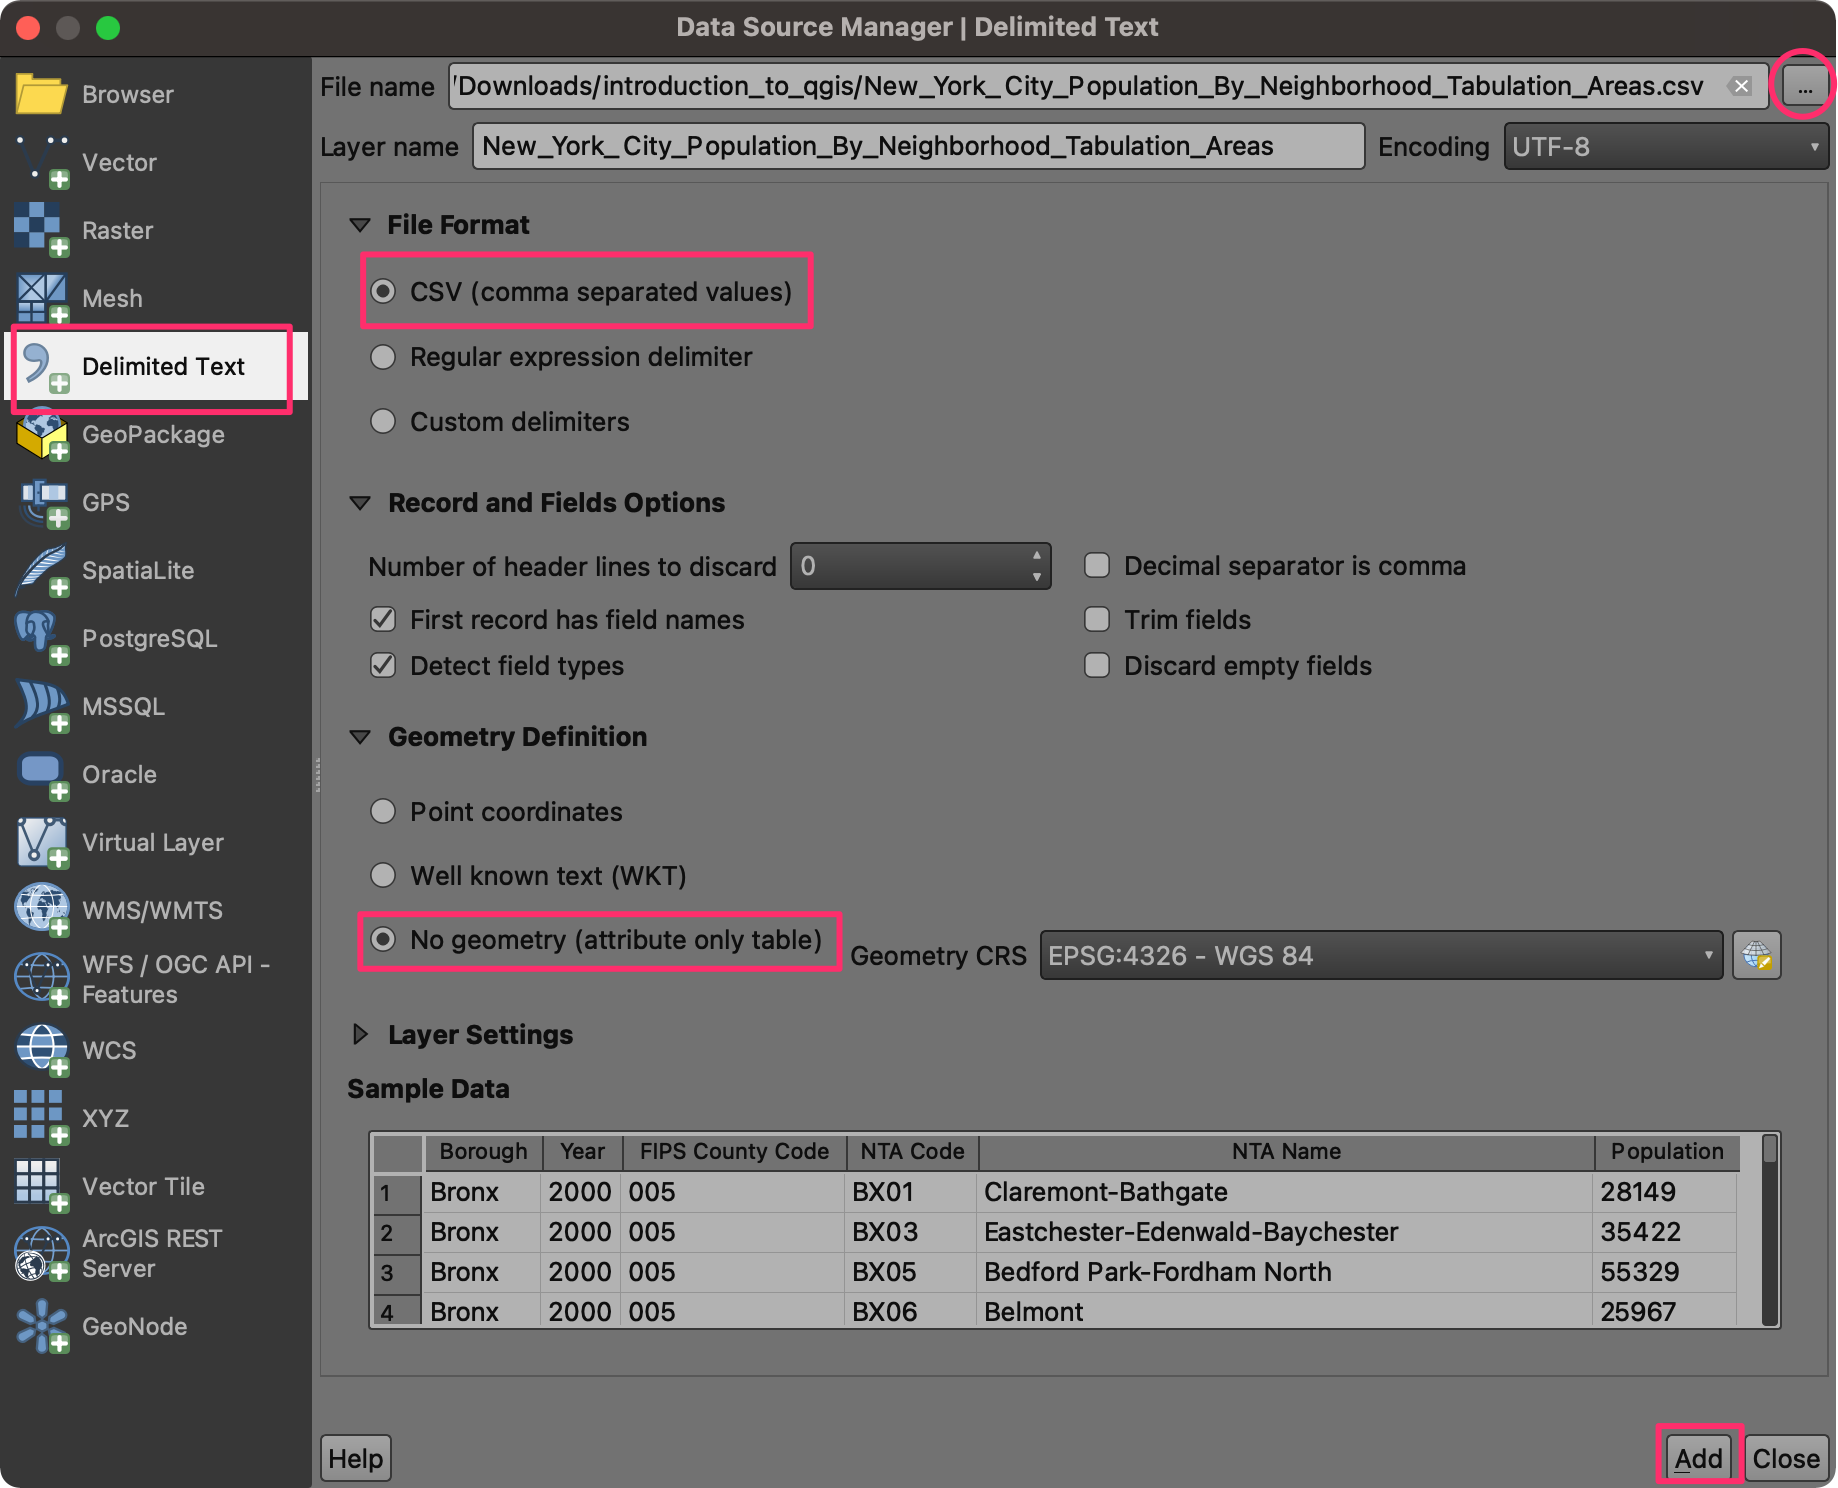 Data Source Manager | Delimited Text
Browser
Vector
Raster
Mesh
Delimited Text
GeoPackage
GPS
SpatiaLite
PostgreSQL
MSSQL
Oracle
Virtual Layer
WMS/WMTS
WFS / OGC API -
Features
WCS
XYZ
Vector Tile
ArcGIS REST
Server
GeoNode
File name /Downloads/introduction_to_qgis/New_York_City_Population_By_Neighborhood_Tabulation_Areas.csv ...
Layer name New_York_City_Population_By_Neighborhood_Tabulation_Areas Encoding UTF-8
File Format
CSV (comma separated values)
Regular expression delimiter
Custom delimiters
Record and Fields Options
Number of header lines to discard 0 Decimal separator is comma
First record has field names Trim fields
Detect field types Discard empty fields
Geometry Definition
Point coordinates
Well known text (WKT)
No geometry (attribute only table) Geometry CRS EPSG:4326 - WGS 84
Layer Settings
Sample Data
Borough Year FIPS County Code NTA Code NTA Name Population
1 Bronx 2000 005 BX01 Claremont-Bathgate 28149
2 Bronx 2000 005 BX03 Eastchester-Edenwald-Baychester 35422
3 Bronx 2000 005 BX05 Bedford Park-Fordham North 55329
4 Bronx 2000 005 BX06 Belmont 25967
Help Add Close